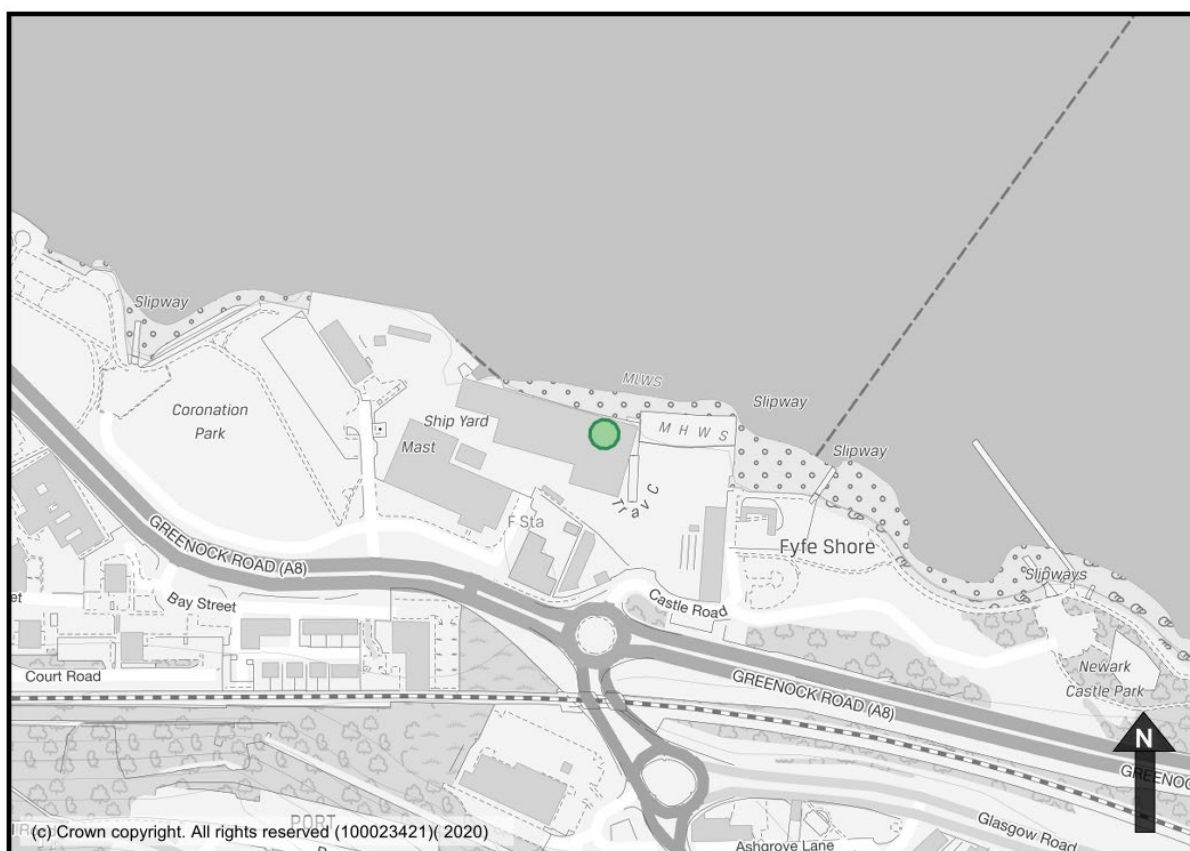 Slipway
MLWS
Slipway
Coronation
Park
Ship Yard
Mast
M H W S
Slipway
Trav C
F Sta
Fyfe Shore
GREENOCK ROAD (A8)
Slipways
Bay Street
Castle Road
Court Road
Newark
Castle Park
GREENOCK ROAD (A8)
N
PORT
(c) Crown copyright. All rights reserved (100023421)( 2020)
Glasgow Road
Ashgrove Lane